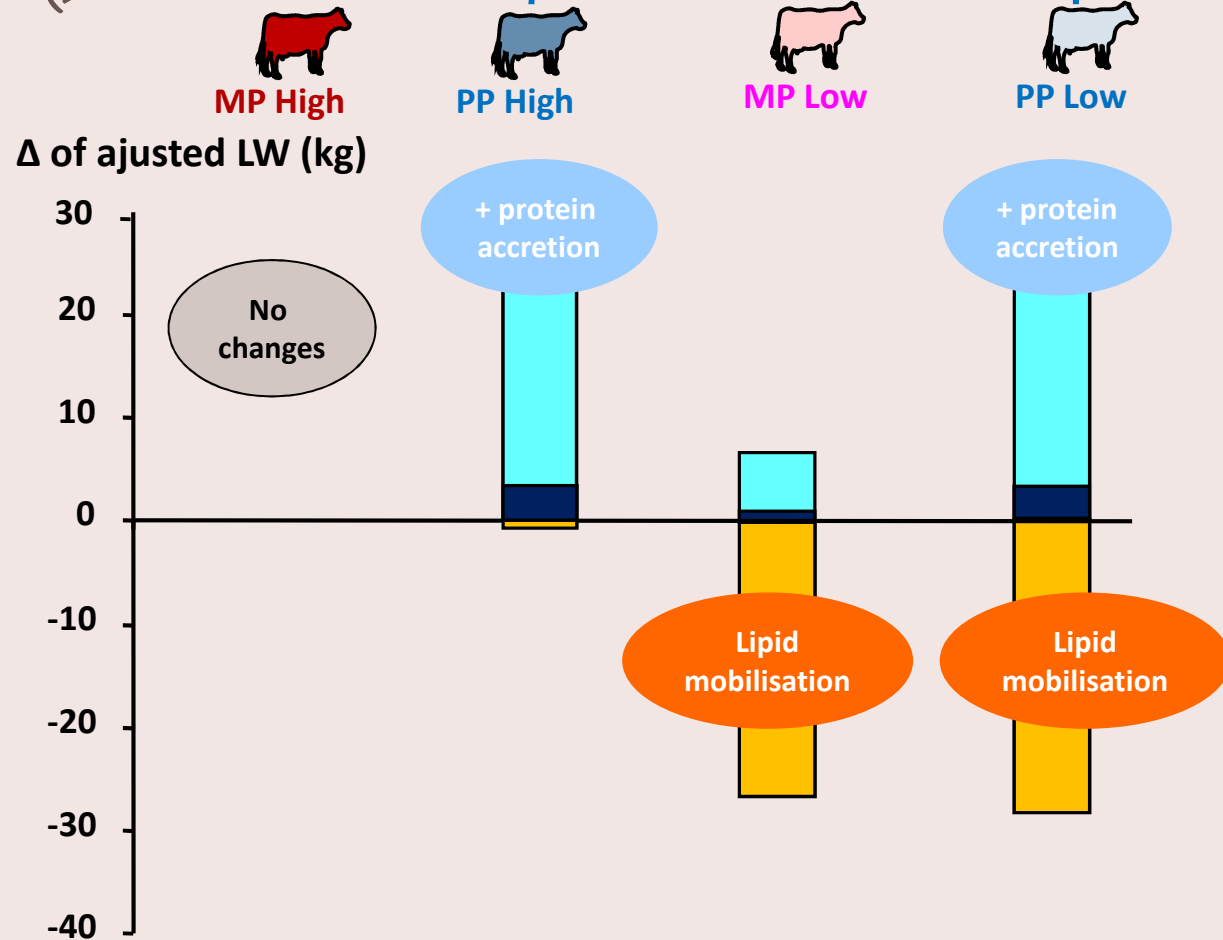 MP High
PP High
MP Low
PP Low
Δ of ajusted LW (kg)
30
20
10
0
-10
-20
-30
-40
No
changes
+ protein
accretion
+ protein
accretion
Lipid
mobilisation
Lipid
mobilisation